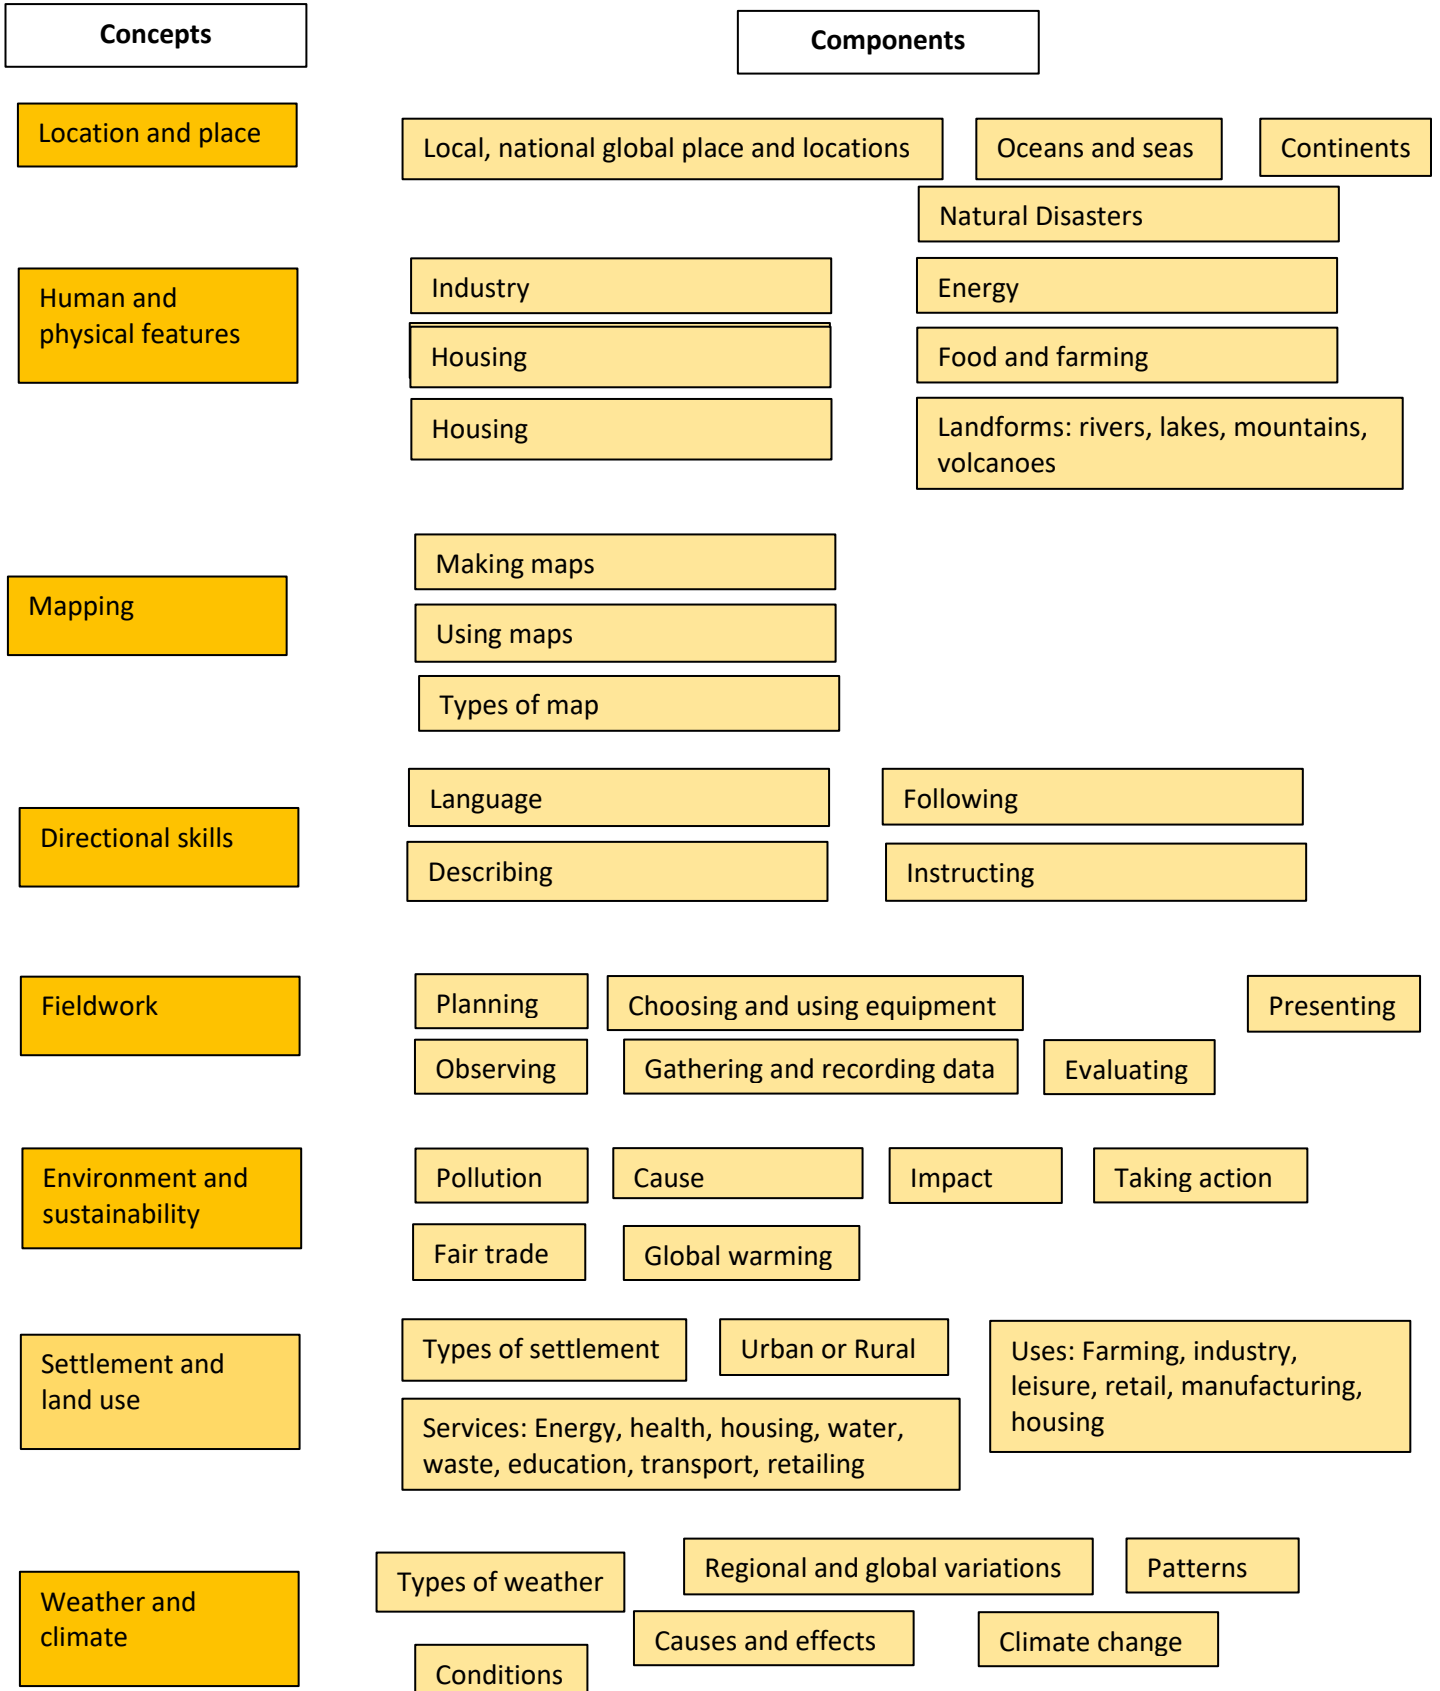 Concepts
Components
Location and place
Local, national global place and locations
Oceans and seas
Continents
Natural Disasters
Human and
physical features
Industry
Energy
Housing
Food and farming
Housing
Landforms: rivers, lakes, mountains,
volcanoes
Mapping
Making maps
Using maps
Types of map
Directional skills
Language
Following
Describing
Instructing
Fieldwork
Planning
Choosing and using equipment
Presenting
Observing
Gathering and recording data
Evaluating
Environment and
sustainability
Pollution
Cause
Impact
Taking action
Fair trade
Global warming
Settlement and
land use
Types of settlement
Urban or Rural
Uses: Farming, industry,
leisure, retail, manufacturing,
housing
Services: Energy, health, housing, water,
waste, education, transport, retailing
Weather and
climate
Types of weather
Regional and global variations
Patterns
Causes and effects
Climate change
Conditions